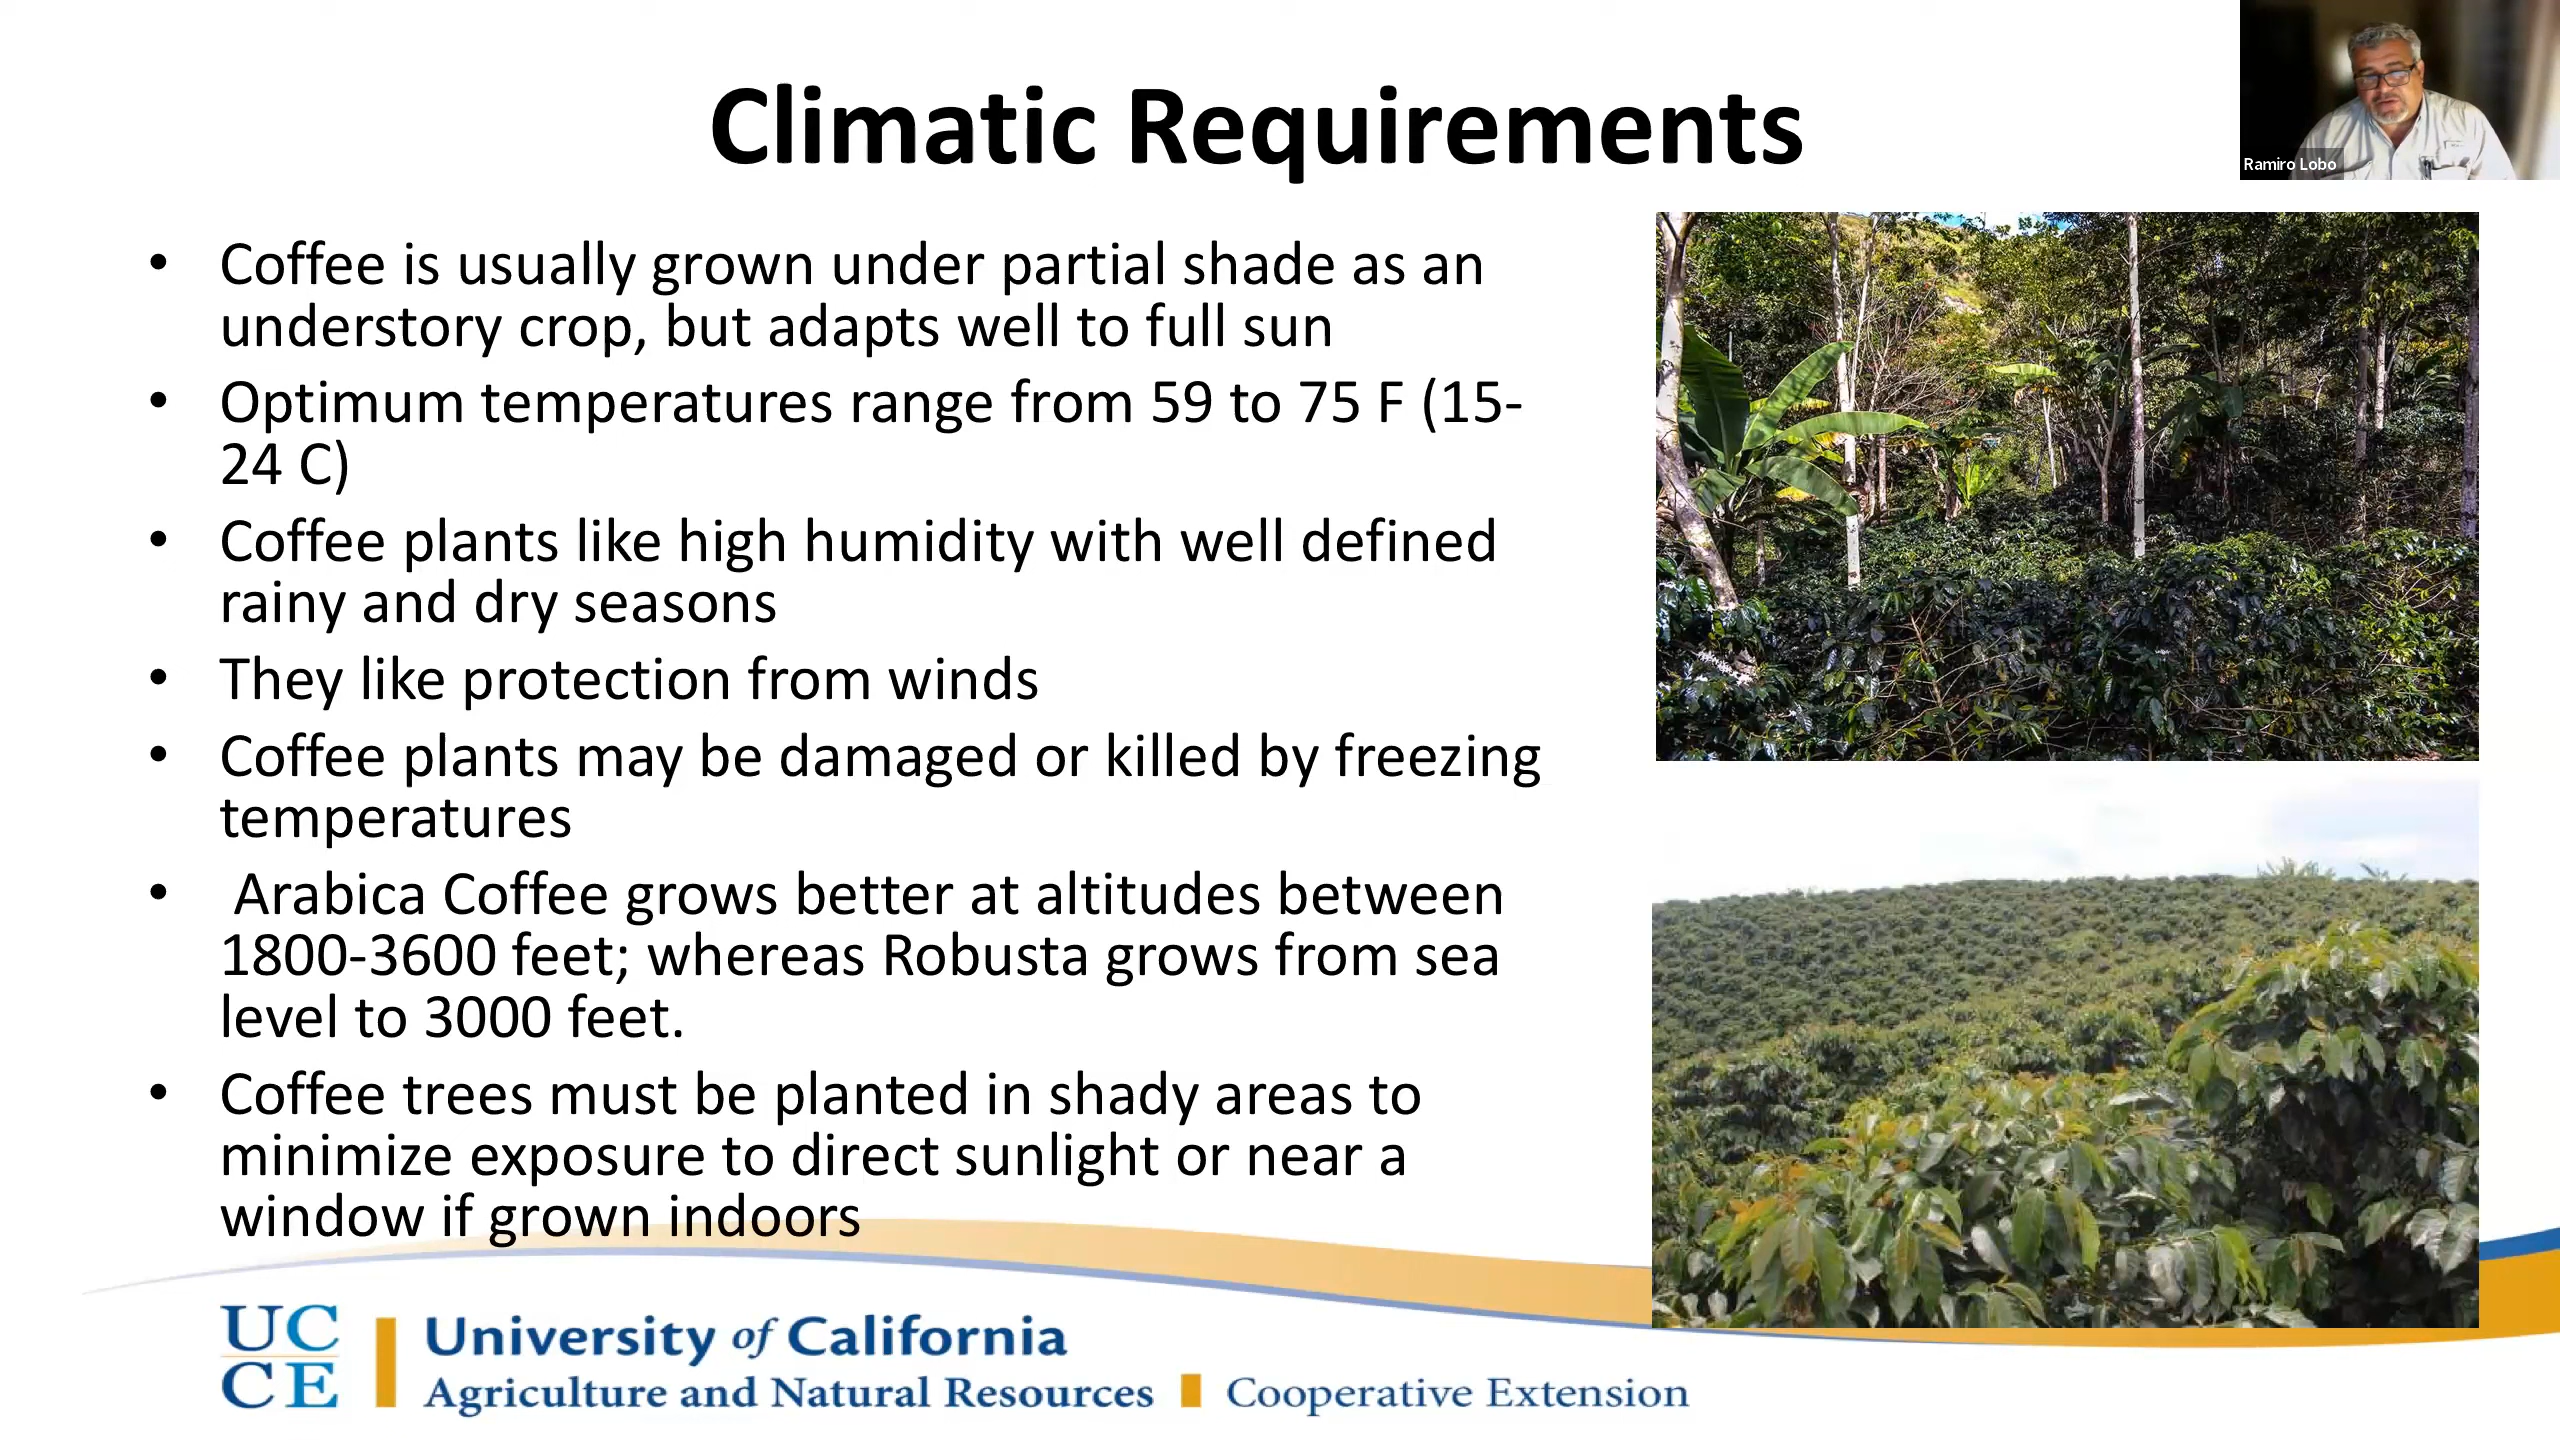 Climatic Requirements
Ramiro Lobo
• Coffee is usually grown under partial shade as an
understory crop, but adapts well to full sun
• Optimum temperatures range from 59 to 75 F (15-
24 C)
• Coffee plants like high humidity with well defined
rainy and dry seasons
• They like protection from winds
• Coffee plants may be damaged or killed by freezing
temperatures
• Arabica Coffee grows better at altitudes between
1800-3600 feet; whereas Robusta grows from sea
level to 3000 feet.
• Coffee trees must be planted in shady areas to
minimize exposure to direct sunlight or near a
window if grown indoors
UC
CE
University of California
Agriculture and Natural Resources Cooperative Extension